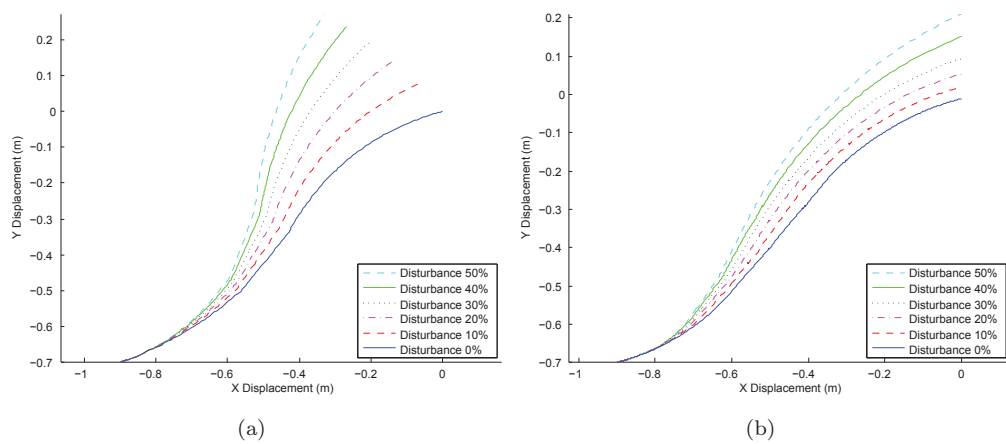 0.2
0.1
0
−0.1
−0.2
−0.3
−0.4
−0.5
−0.6
−0.7
Y Displacement (m)
−1
−0.8
−0.6
−0.4
−0.2
0
X Displacement (m)
Disturbance 50%
Disturbance 40%
Disturbance 30%
Disturbance 20%
Disturbance 10%
Disturbance 0%
(a)
0.2
0.1
0
−0.1
−0.2
−0.3
−0.4
−0.5
−0.6
−0.7
Y Displacement (m)
−1
−0.8
−0.6
−0.4
−0.2
0
X Displacement (m)
Disturbance 50%
Disturbance 40%
Disturbance 30%
Disturbance 20%
Disturbance 10%
Disturbance 0%
(b)